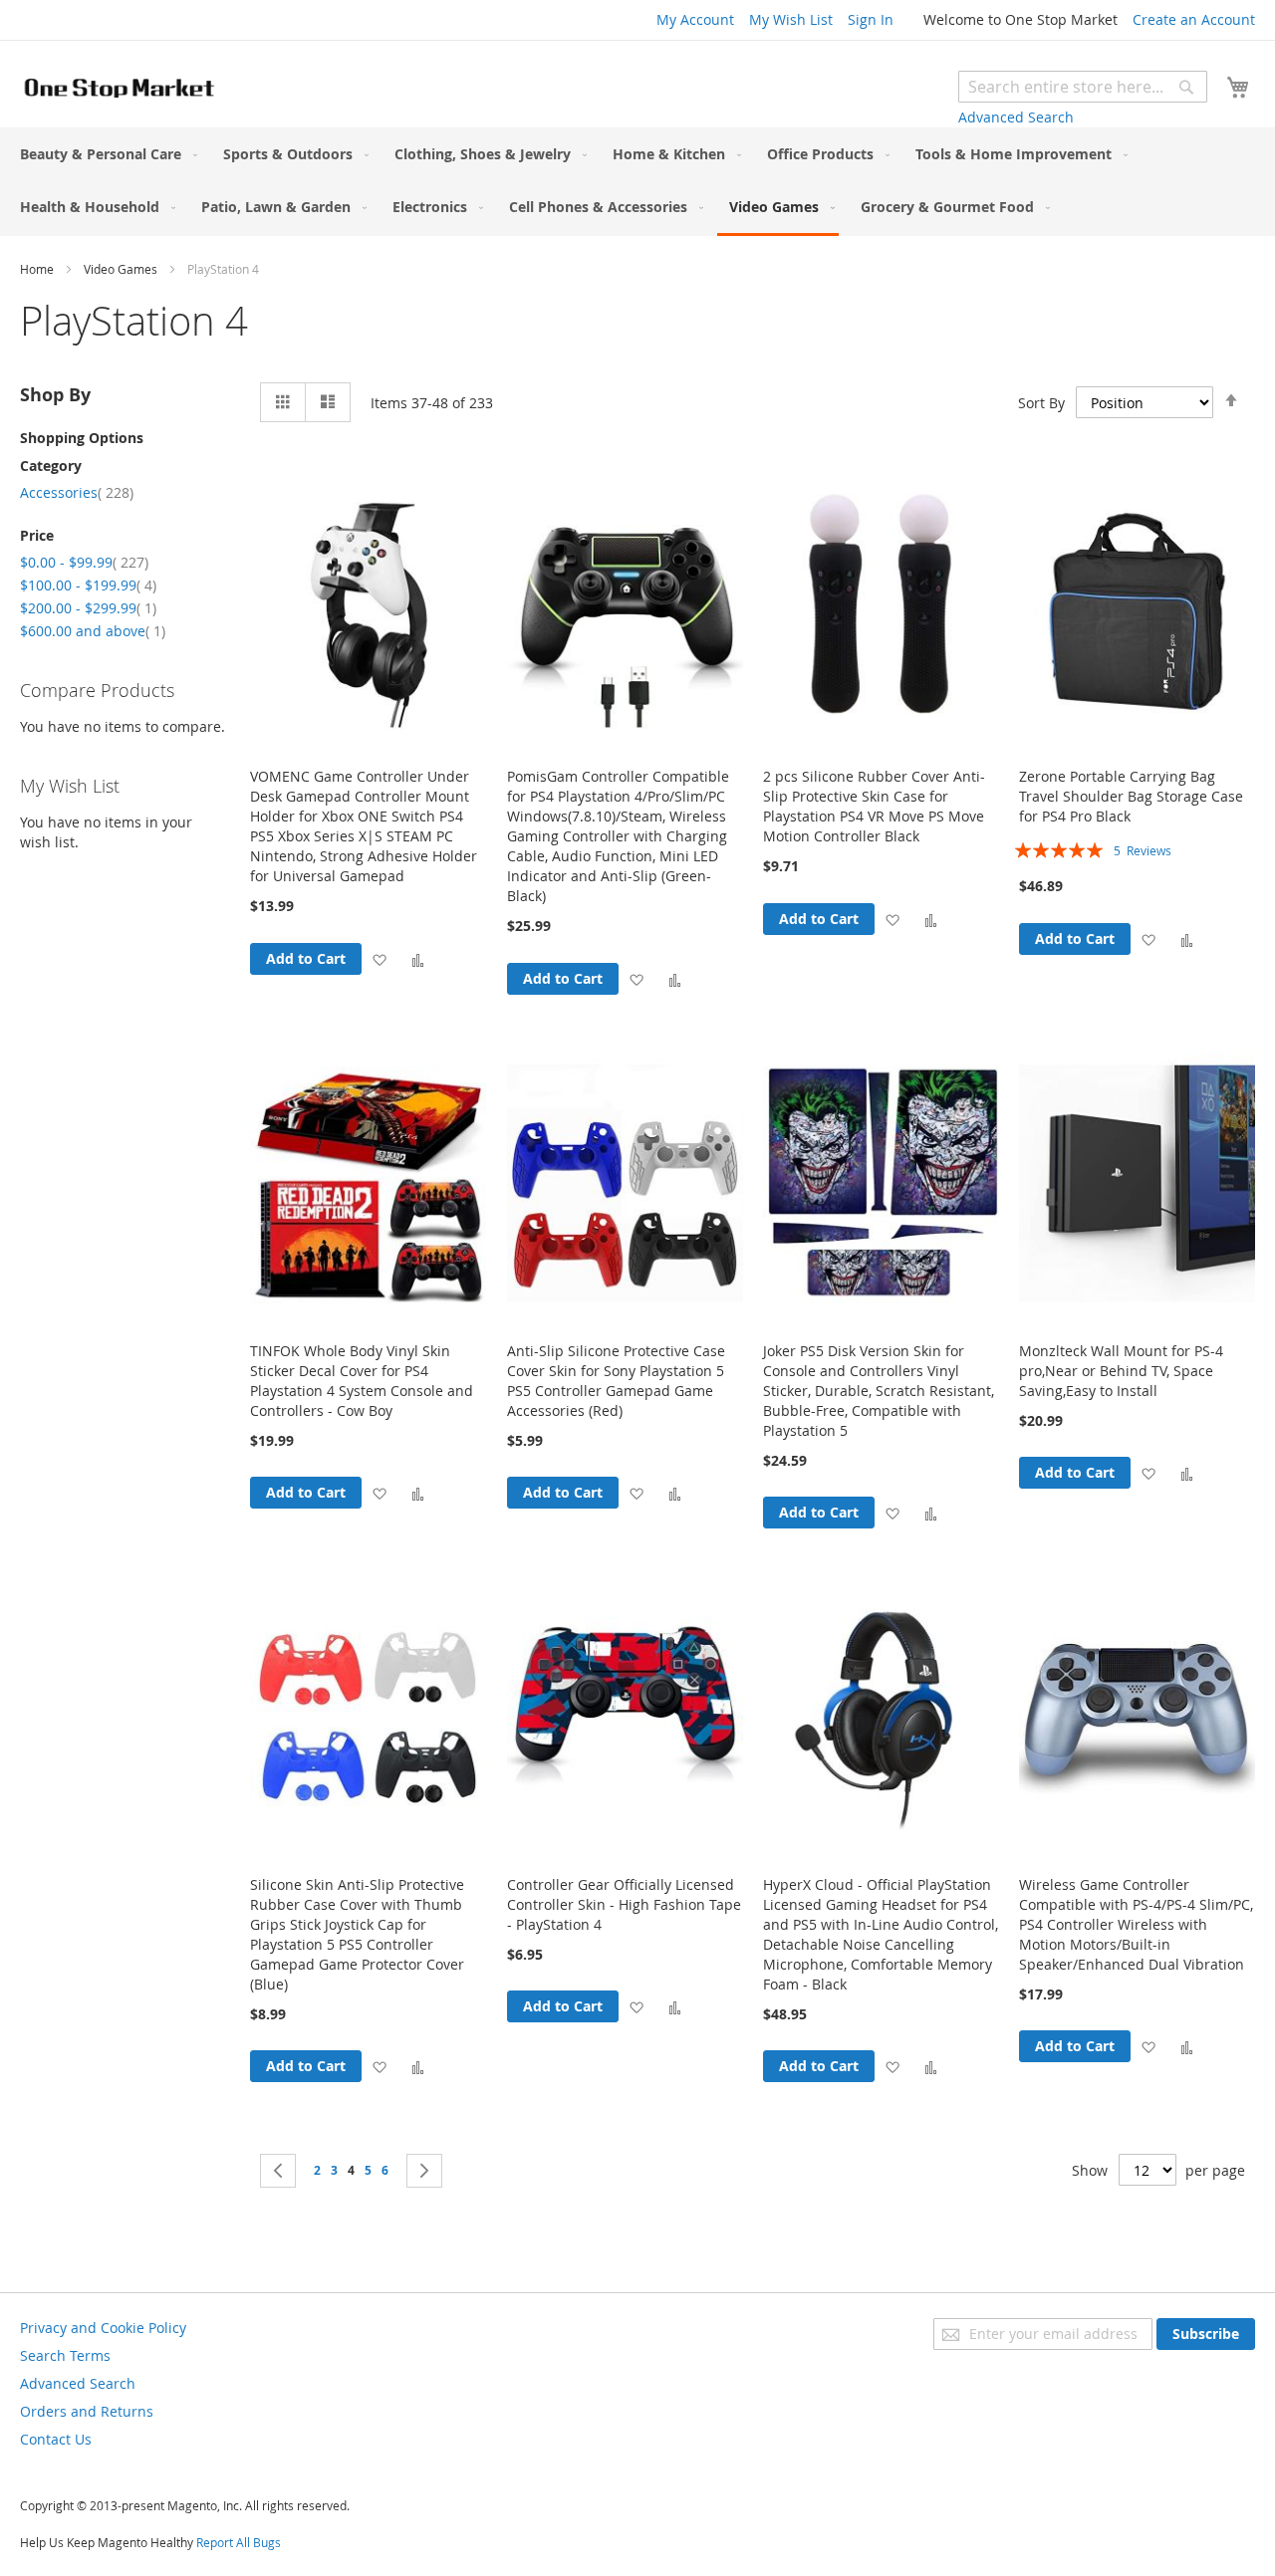 My Account My Wish List Sign In Welcome to One Stop Market Create an Account
One Stop Market
Search entire store here...
Advanced Search
Beauty & Personal Care Sports & Outdoors Clothing, Shoes & Jewelry Home & Kitchen Office Products Tools & Home Improvement
Health & Household Patio, Lawn & Garden Electronics Cell Phones & Accessories Video Games Grocery & Gourmet Food
Home Video Games PlayStation 4
PlayStation 4
Shop By
Shopping Options
Category
Accessories( 228)
Price
$0.00 - $99.99( 227)
$100.00 - $199.99( 4)
$200.00 - $299.99( 1)
$600.00 and above( 1)
Compare Products
You have no items to compare.
My Wish List
You have no items in your
wish list.
Items 37-48 of 233
Sort By Position
FOR PS4 pro
VOMENC Game Controller Under
Desk Gamepad Controller Mount
Holder for Xbox ONE Switch PS4
PS5 Xbox Series X|S STEAM PC
Nintendo, Strong Adhesive Holder
for Universal Gamepad
$13.99
Add to Cart
PomisGam Controller Compatible
for PS4 Playstation 4/Pro/Slim/PC
Windows(7.8.10)/Steam, Wireless
Gaming Controller with Charging
Cable, Audio Function, Mini LED
Indicator and Anti-Slip (Green-
Black)
$25.99
Add to Cart
2 pcs Silicone Rubber Cover Anti-
Slip Protective Skin Case for
Playstation PS4 VR Move PS Move
Motion Controller Black
$9.71
Add to Cart
Zerone Portable Carrying Bag
Travel Shoulder Bag Storage Case
for PS4 Pro Black
5 Reviews
$46.89
Add to Cart
SONY
RED DEAD
REDEMPTION 2
RED DEAD
REDEMPTION 2
TINFOK Whole Body Vinyl Skin
Sticker Decal Cover for PS4
Playstation 4 System Console and
Controllers - Cow Boy
$19.99
Add to Cart
Anti-Slip Silicone Protective Case
Cover Skin for Sony Playstation 5
PS5 Controller Gamepad Game
Accessories (Red)
$5.99
Add to Cart
Joker PS5 Disk Version Skin for
Console and Controllers Vinyl
Sticker, Durable, Scratch Resistant,
Bubble-Free, Compatible with
Playstation 5
$24.59
Add to Cart
Monzlteck Wall Mount for PS-4
pro,Near or Behind TV, Space
Saving,Easy to Install
$20.99
Add to Cart
Silicone Skin Anti-Slip Protective
Rubber Case Cover with Thumb
Grips Stick Joystick Cap for
Playstation 5 PS5 Controller
Gamepad Game Protector Cover
(Blue)
$8.99
Add to Cart
Controller Gear Officially Licensed
Controller Skin - High Fashion Tape
- PlayStation 4
$6.95
Add to Cart
HyperX Cloud - Official PlayStation
Licensed Gaming Headset for PS4
and PS5 with In-Line Audio Control,
Detachable Noise Cancelling
Microphone, Comfortable Memory
Foam - Black
$48.95
Add to Cart
Wireless Game Controller
Compatible with PS-4/PS-4 Slim/PC,
PS4 Controller Wireless with
Motion Motors/Built-in
Speaker/Enhanced Dual Vibration
$17.99
Add to Cart
2 3 4 5 6
Show 12 per page
Privacy and Cookie Policy
Search Terms
Advanced Search
Orders and Returns
Contact Us
Enter your email address Subscribe
Copyright © 2013-present Magento, Inc. All rights reserved.
Help Us Keep Magento Healthy Report All Bugs